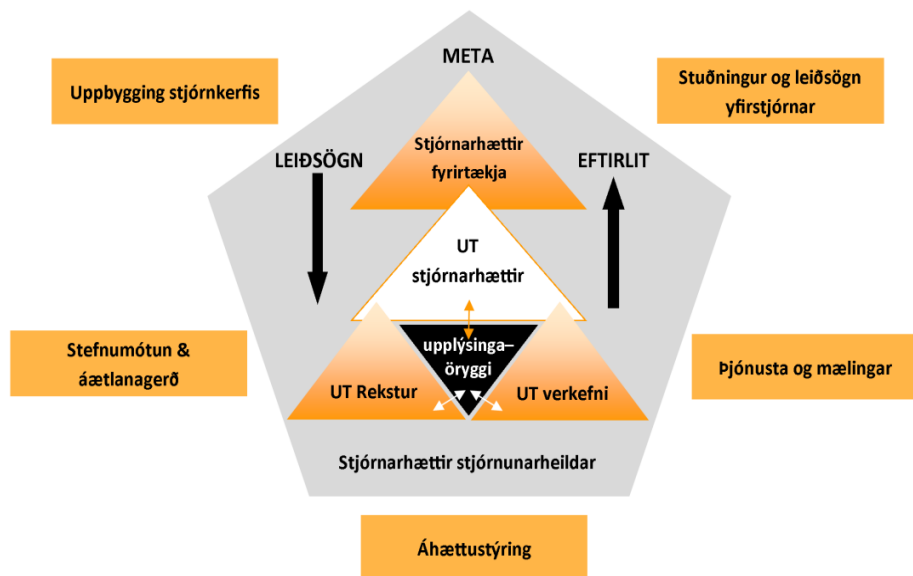 META
Uppbygging stjórnkerfis
Stuðningur og leiðsögn
yfirstjórnar
Stjórnarhættir
fyrirtækja
LEIÐSÖGN
EFTIRLIT
UT
stjórnarhættir
upplýsinga–
öryggi
Stefnumótun &
áætlanagerð
UT Rekstur
UT verkefni
Þjónusta og mælingar
Stjórnarhættir stjórnunarheildar
Áhættustýring